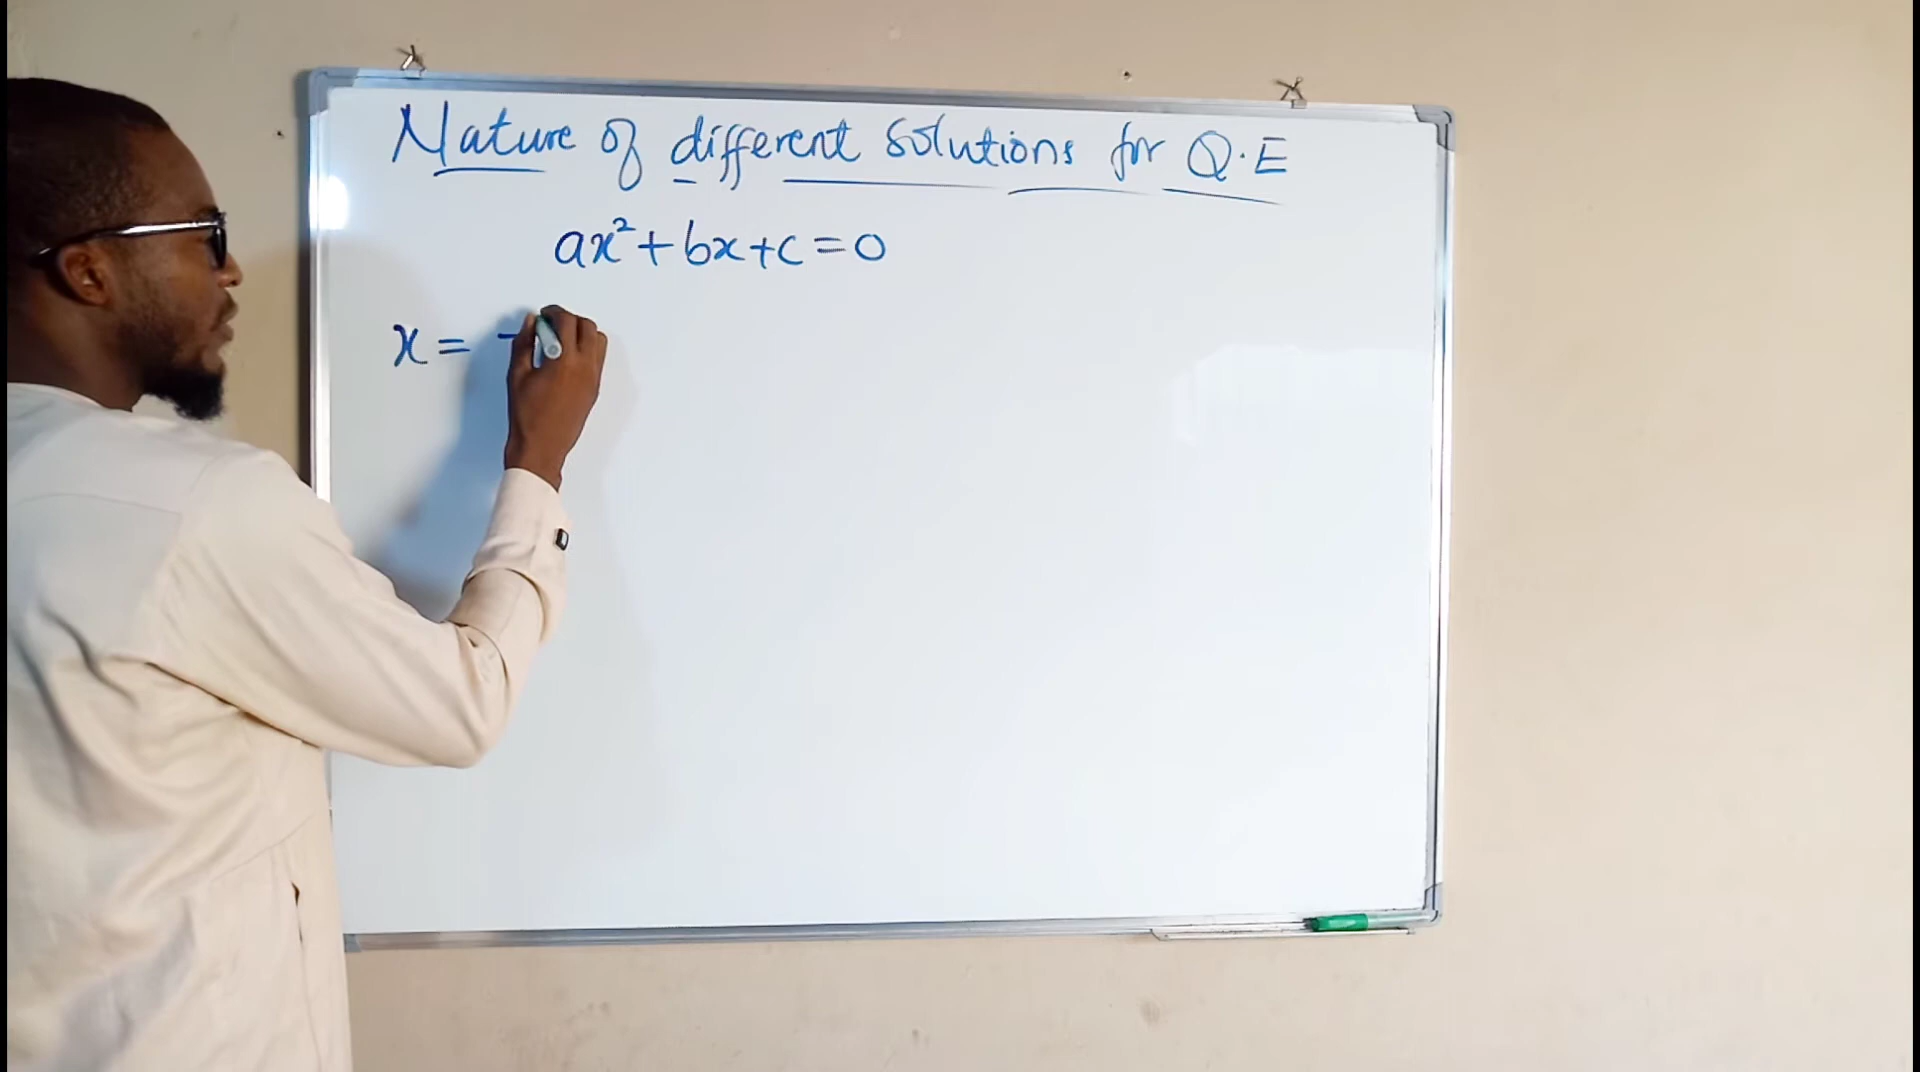 Nature of different solutions for Q.E
ax²+bx+c=0
x = -